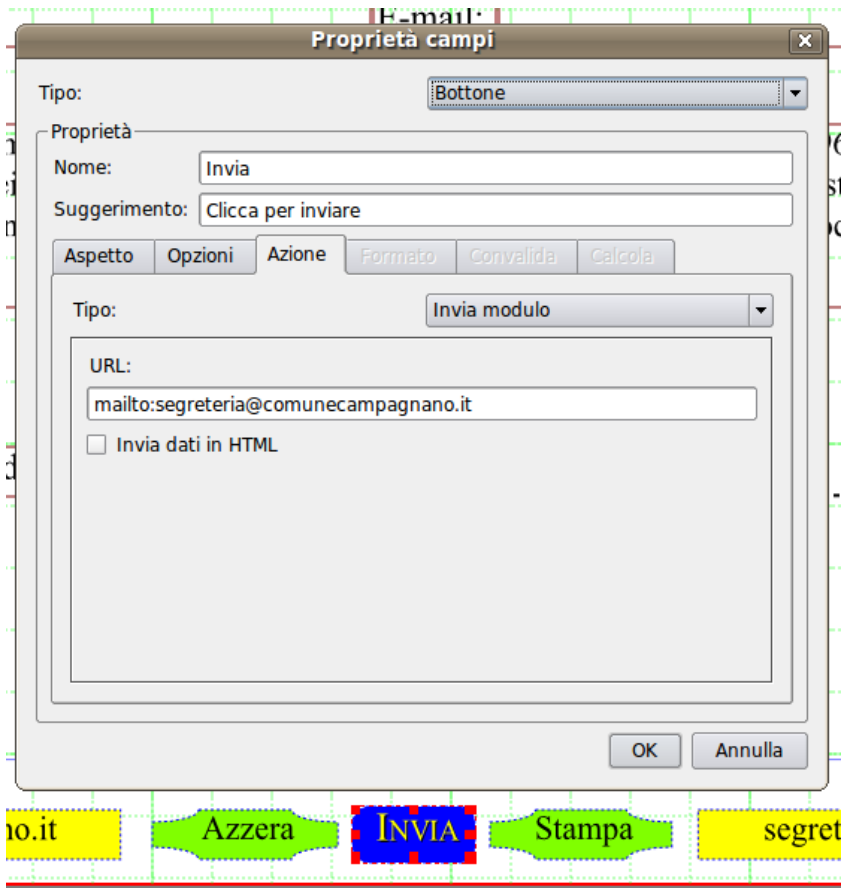 E-mail:
Proprietà campi
Tipo: Bottone
Proprietà
Nome: Invia
Suggerimento: Clicca per inviare
Aspetto Opzioni Azione Formato Convalida Calcola
Tipo: Invia modulo
URL:
mailto:segreteria@comunecampagnano.it
Invia dati in HTML
OK Annulla
no.it Azzera INVIA Stampa segret